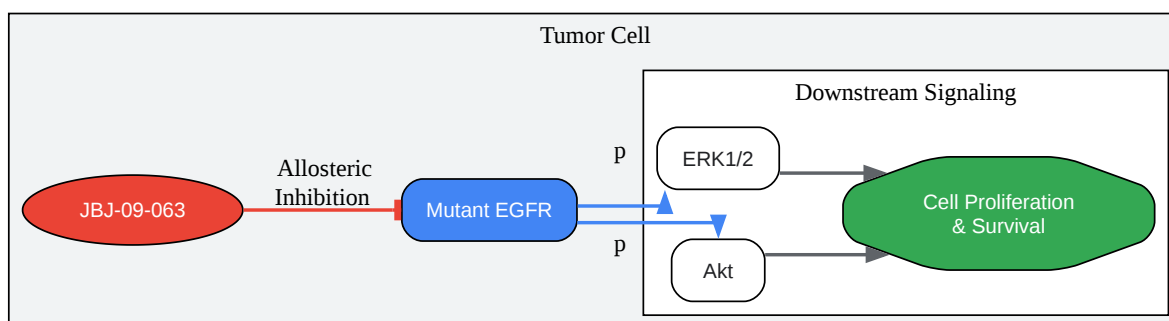 Tumor Cell
Downstream Signaling
Allosteric
Inhibition
p
ERK1/2
JBJ-09-063
Mutant EGFR
Cell Proliferation
& Survival
p
Akt